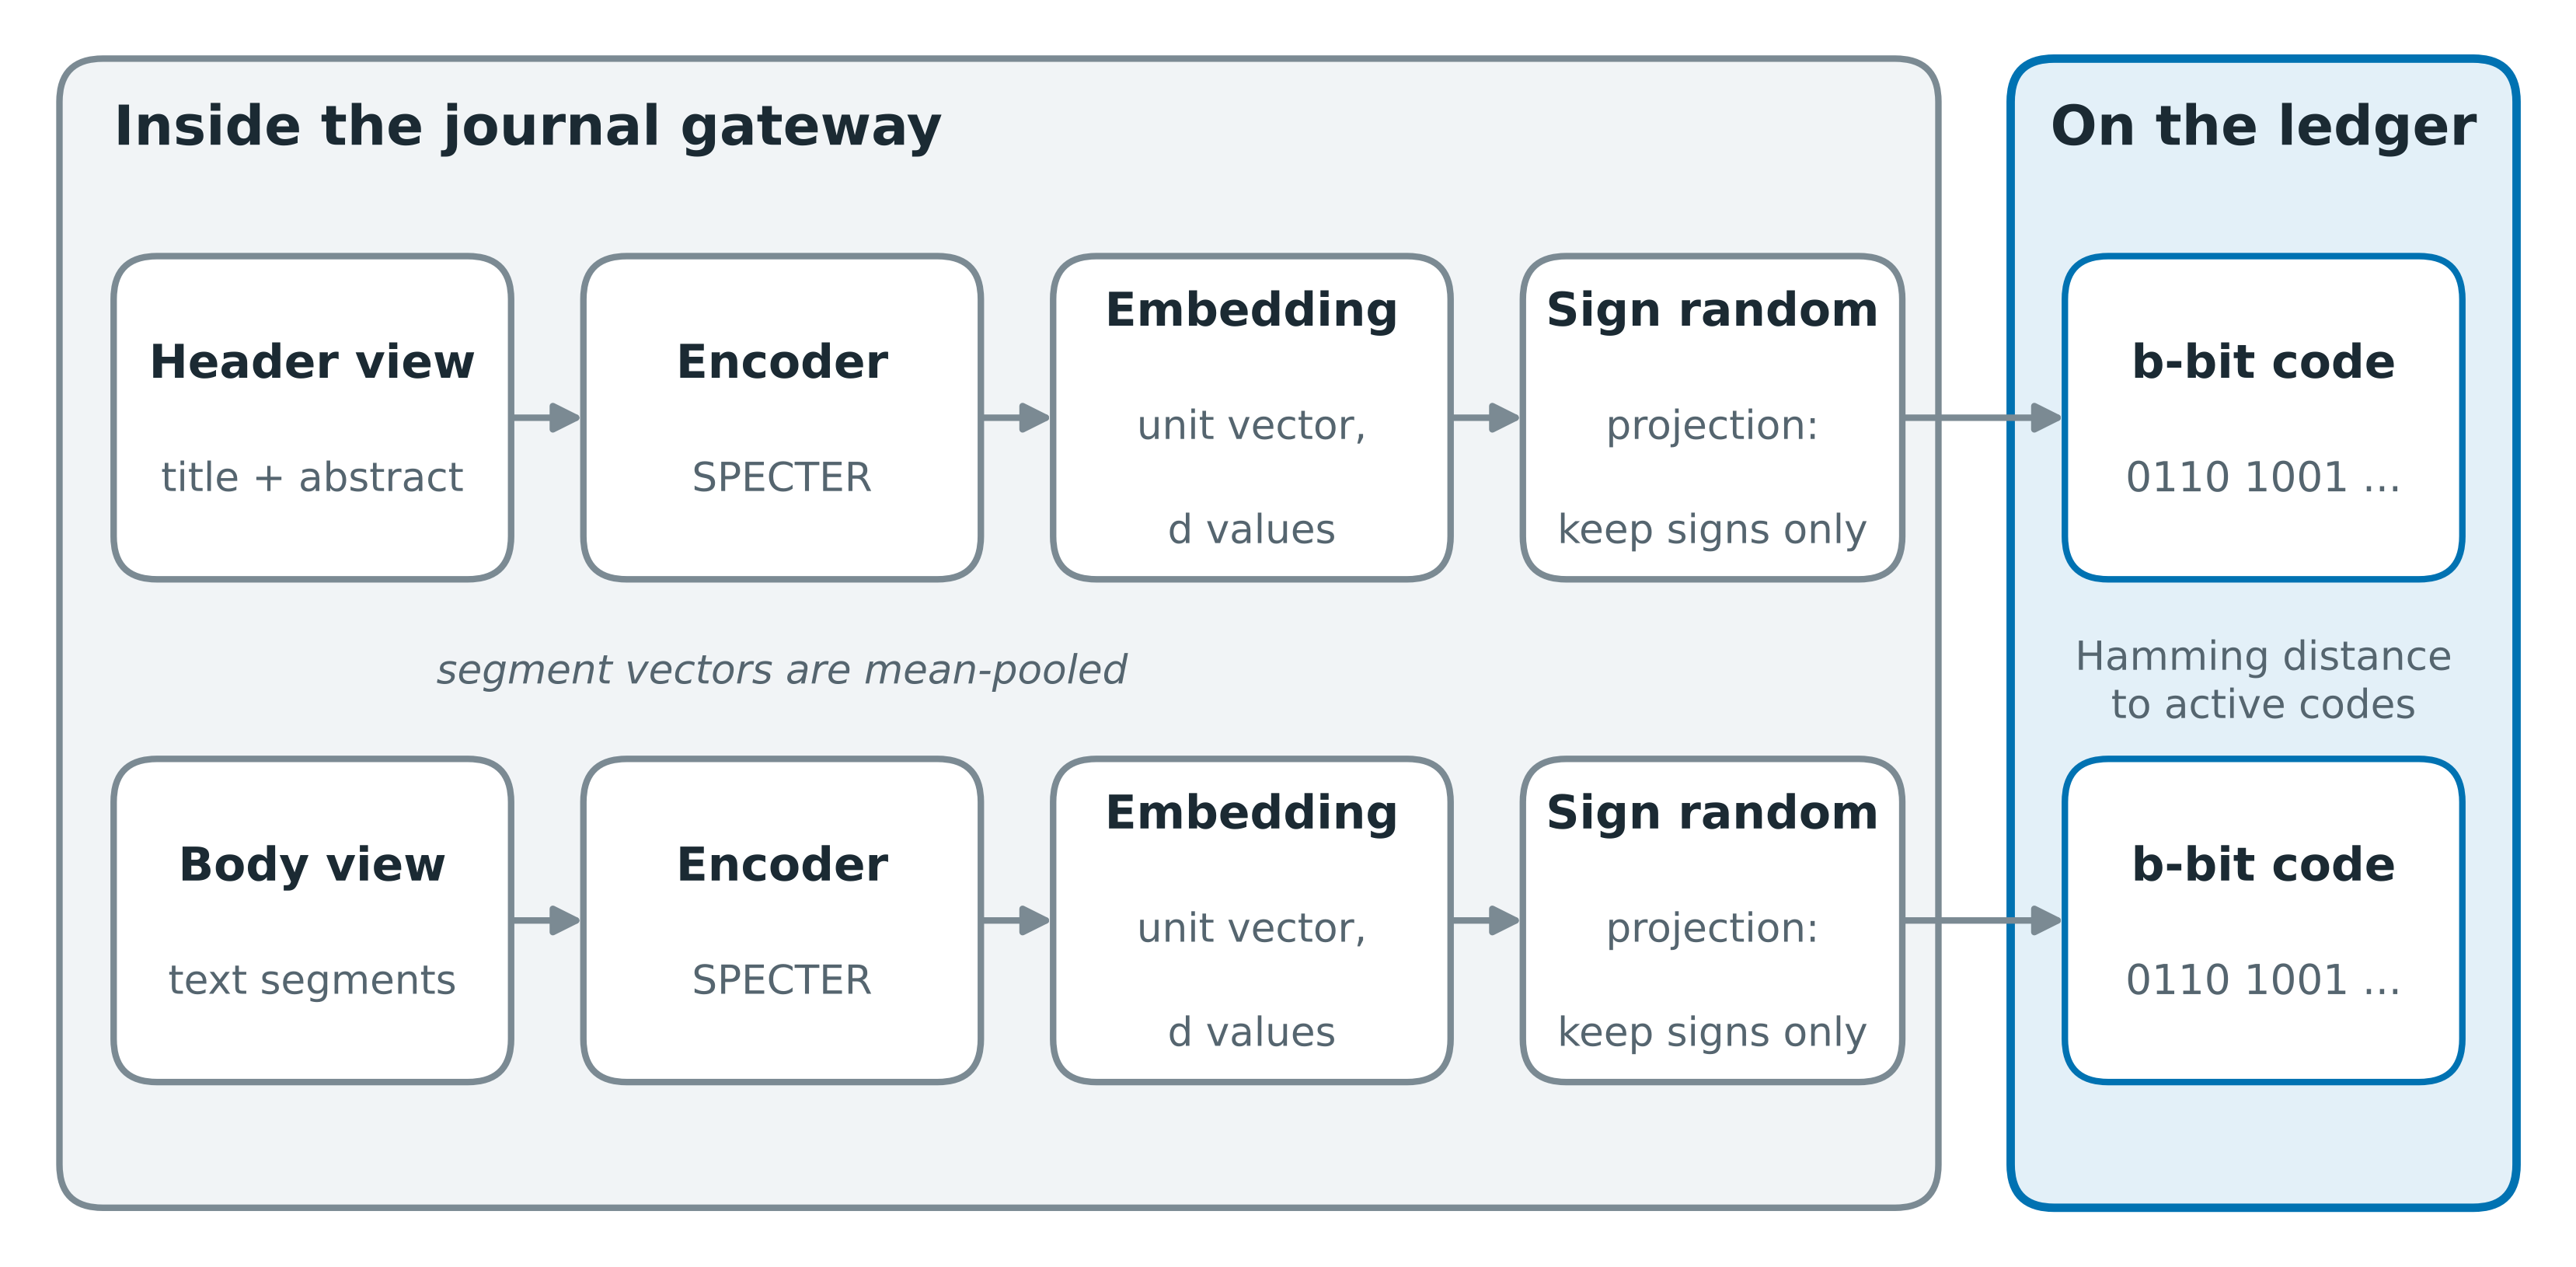 Inside the journal gateway
On the ledger
Header view
title + abstract
Encoder
SPECTER
Embedding
unit vector,
d values
Sign random
projection:
keep signs only
b-bit code
0110 1001 ...
segment vectors are mean-pooled
Hamming distance
to active codes
Body view
text segments
Encoder
SPECTER
Embedding
unit vector,
d values
Sign random
projection:
keep signs only
b-bit code
0110 1001 ...